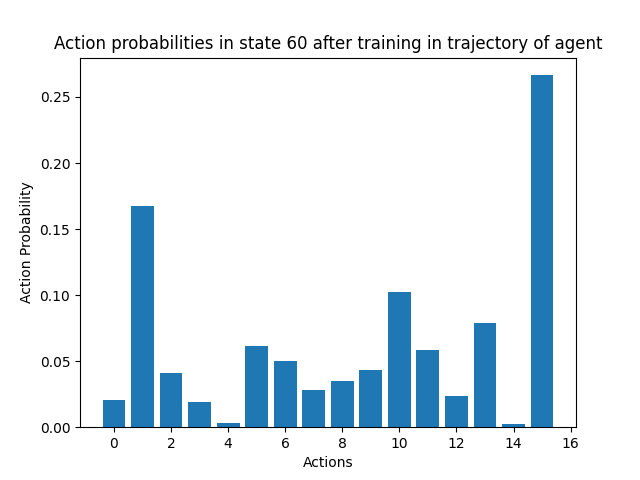 Action probabilities in state 60 after training in trajectory of agent
0.25
0.20
0.15
0.10
0.05
0.00
Action Probability
0 2 4 6 8 10 12 14 16
Actions